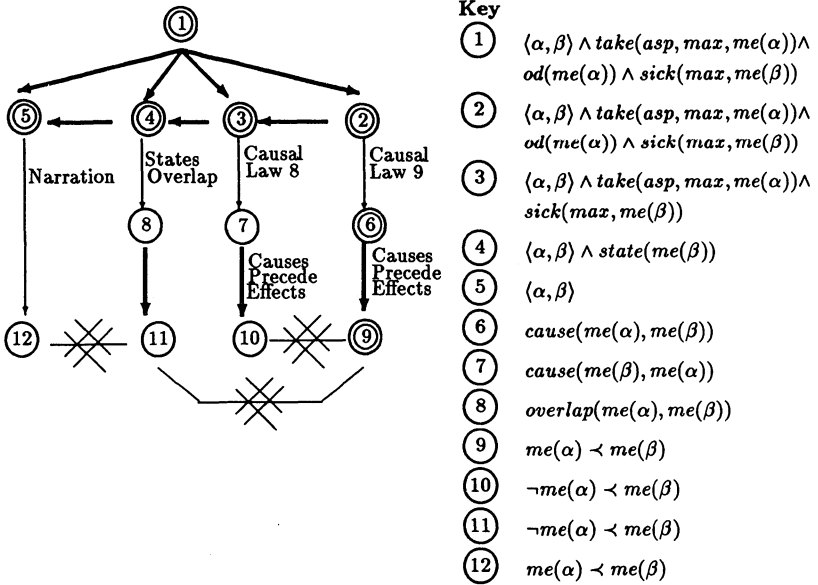 Key
1
1 ⟨α, β⟩ ∧ take(asp, max, me(α))∧
od(me(α)) ∧ sick(max, me(β))
5
4
3
2
2 ⟨α, β⟩ ∧ take(asp, max, me(α))∧
od(me(α)) ∧ sick(max, me(β))
Narration
States
Overlap
Causal
Law 8
Causal
Law 9
3 ⟨α, β⟩ ∧ take(asp, max, me(α))∧
sick(max, me(β))
8
7
6
4 ⟨α, β⟩ ∧ state(me(β))
5 ⟨α, β⟩
Causes
Precede
Effects
Causes
Precede
Effects
12
11
10
9
6 cause(me(α), me(β))
7 cause(me(β), me(α))
8 overlap(me(α), me(β))
9 me(α) ≺ me(β)
10 ¬me(α) ≺ me(β)
11 ¬me(α) ≺ me(β)
12 me(α) ≺ me(β)